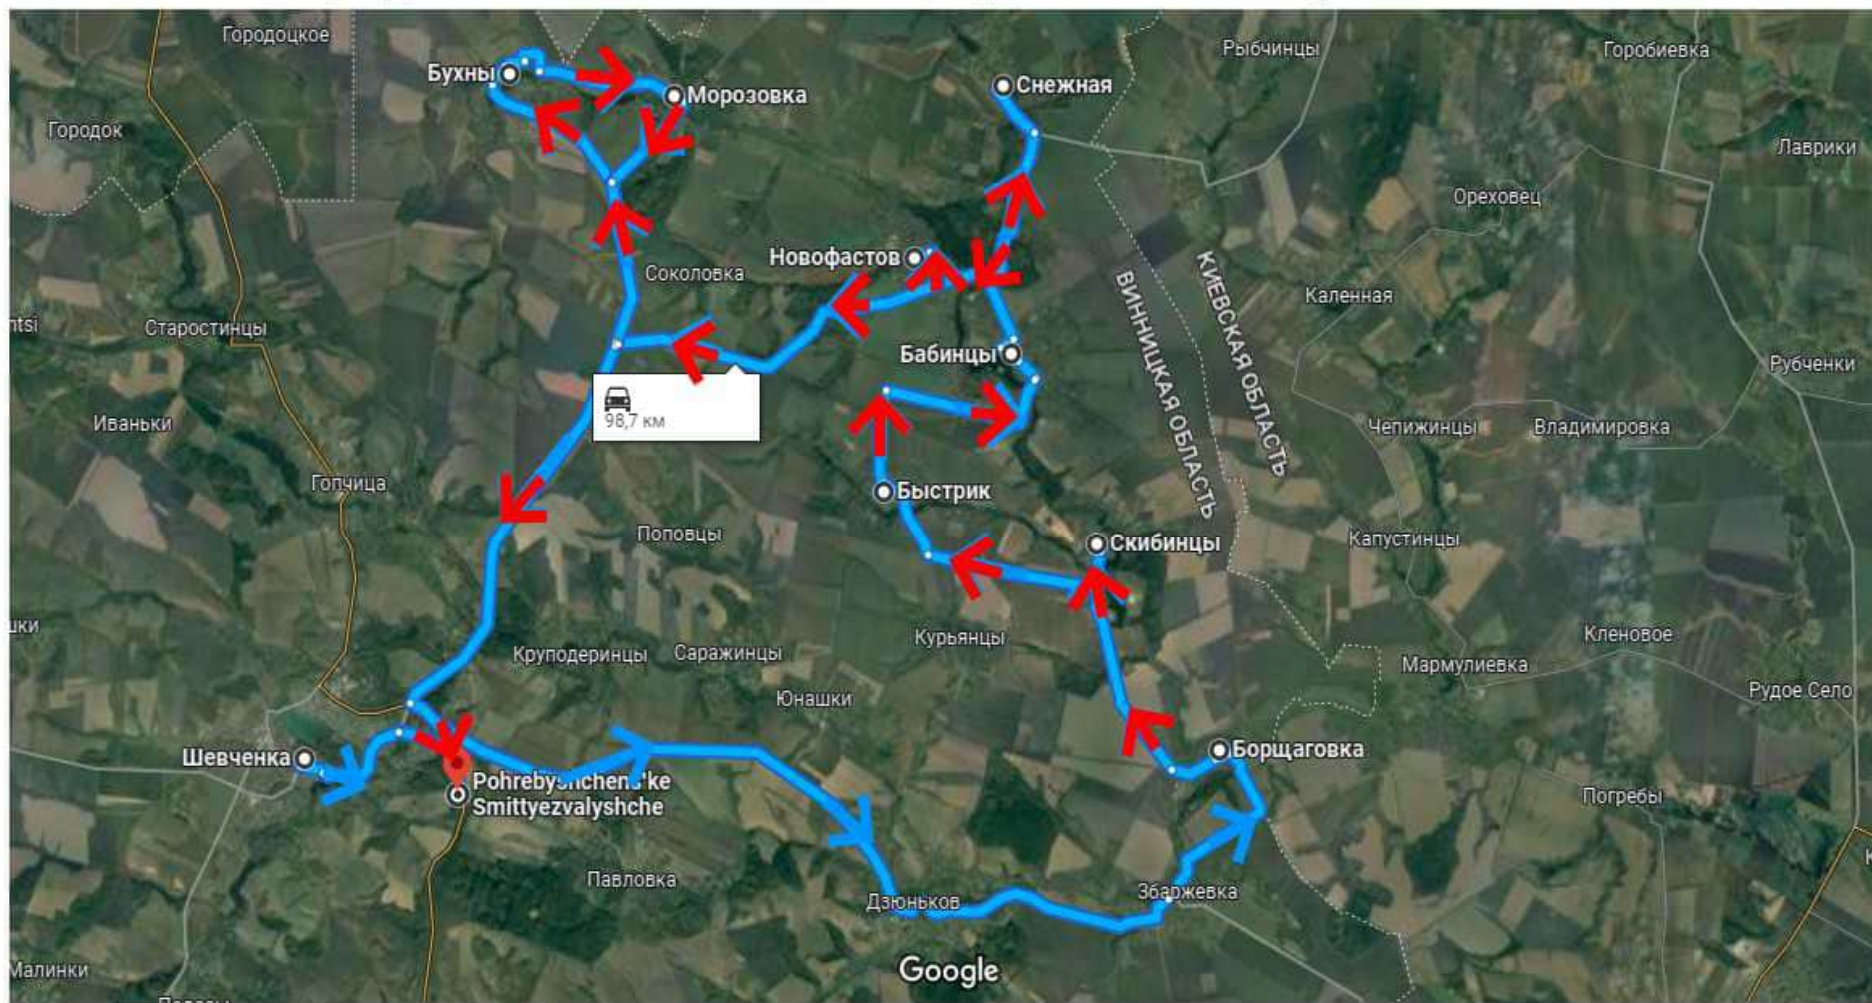 Городоцкое
Рыбчинцы
Горобиевка
Бухны
Морозовка
Снежная
Городок
Лаврики
Ореховец
Новофастов
Соколовка
КИЕВСКАЯ ОБЛАСТЬ
ВИННИЦКАЯ ОБЛАСТЬ
Каленная
ntsi
Старостинцы
Бабинцы
Рубченки
98,7 км
Иваньки
Чепижинцы
Владимировка
Гопчица
Быстрик
Поповцы
Скибинцы
Капустинцы
шки
Курьянцы
Кленовое
Круподеринцы
Саражинцы
Мармулиевка
Юнашки
Рудое Село
Шевченка
Борщаговка
Pohrebyshchens'ke
Smittyezvalyshche
Погребы
Павловка
Дзюньков
Збаржевка
Google
Малинки